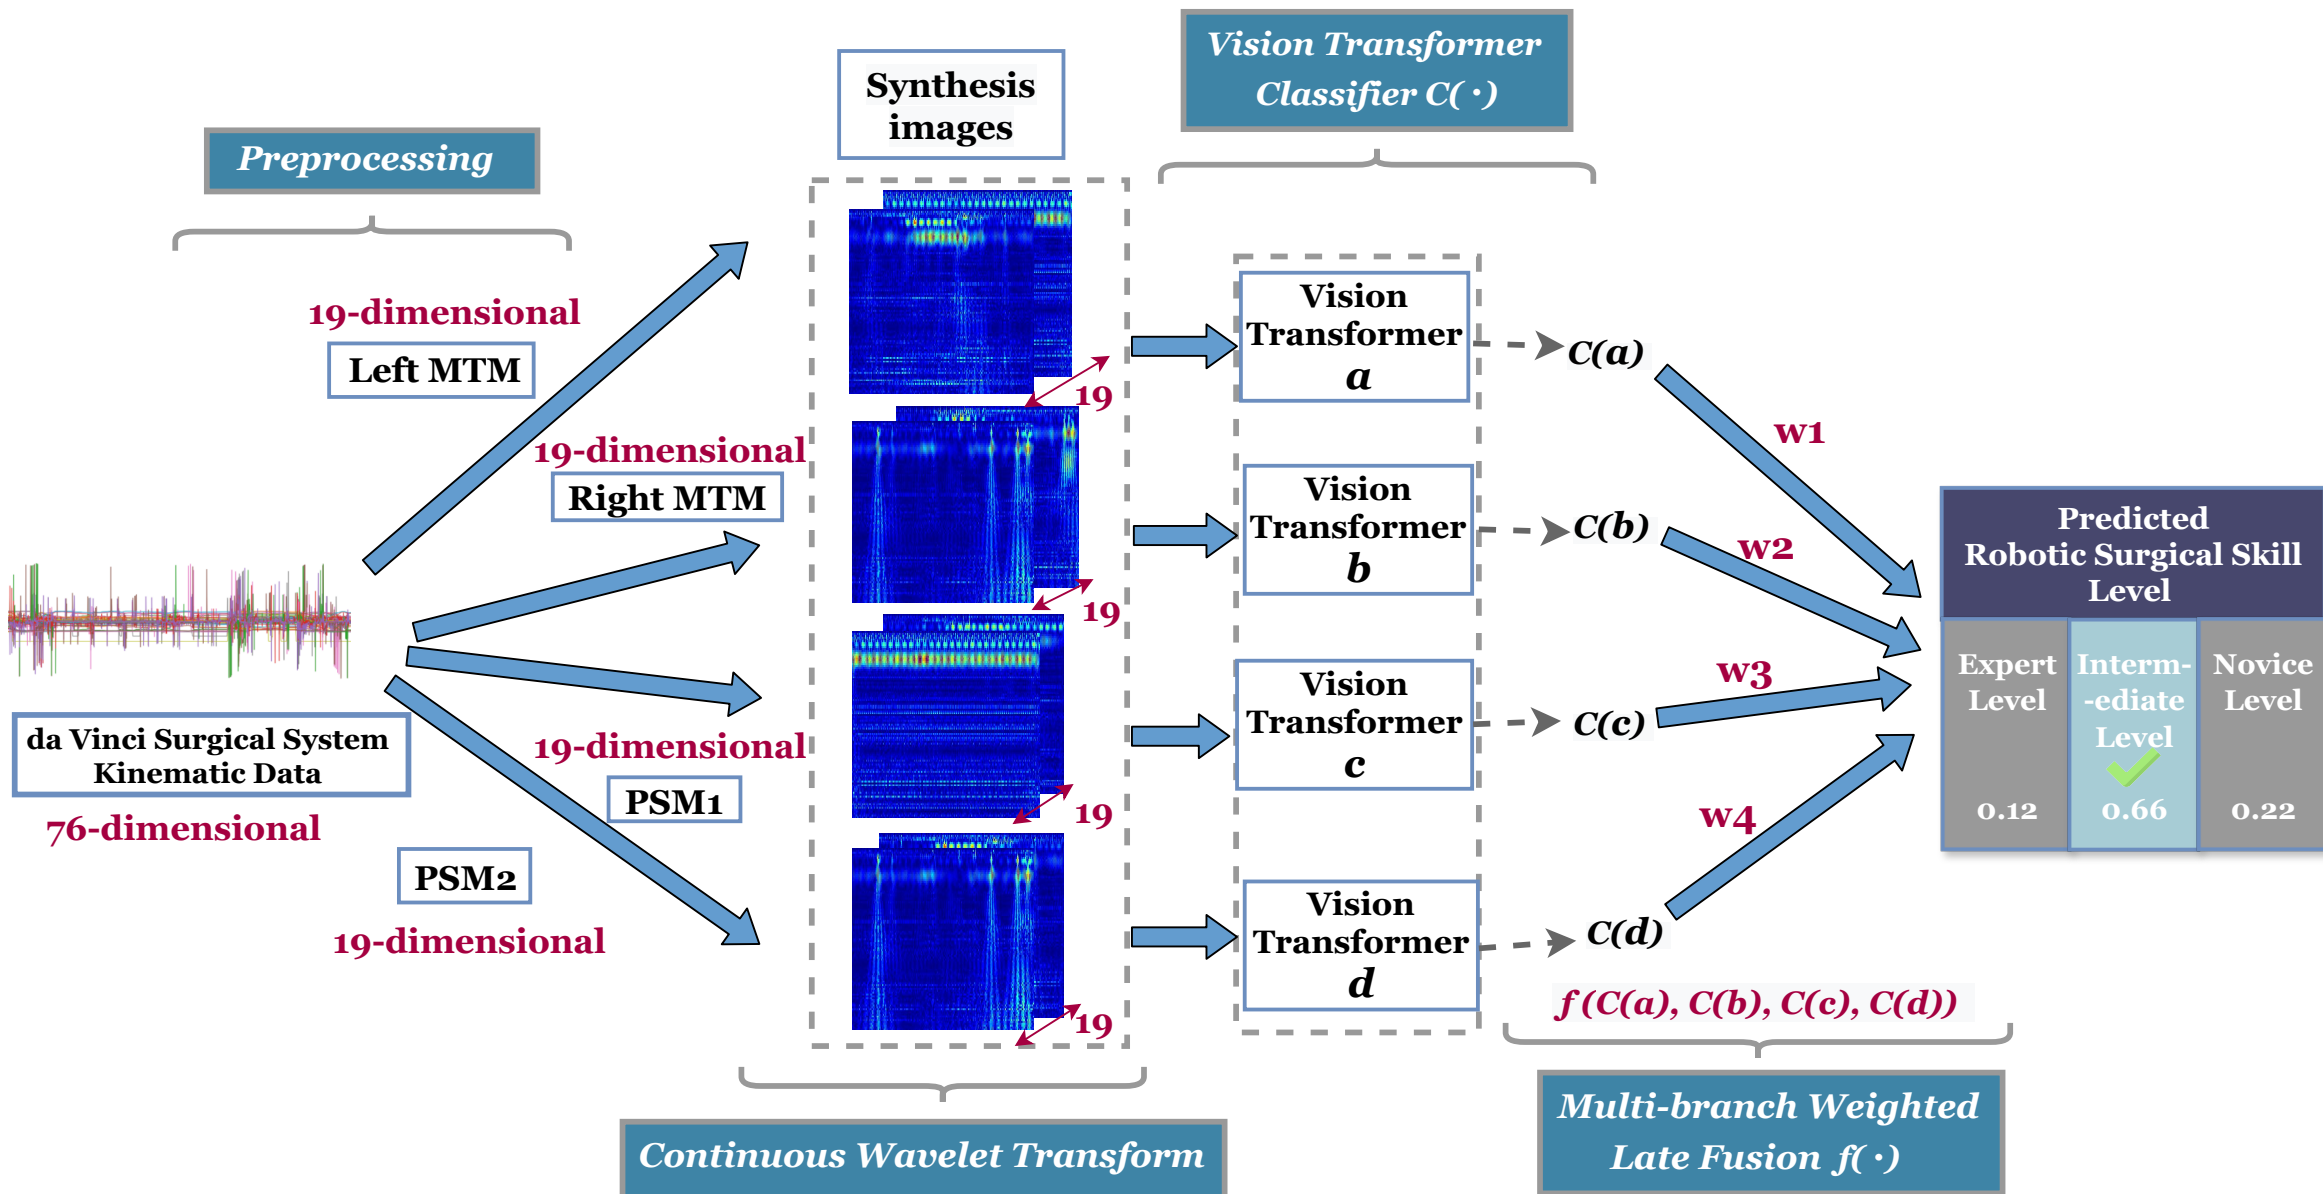 Preprocessing
19-dimensional
Left MTM
19-dimensional
Right MTM
da Vinci Surgical System
Kinematic Data
76-dimensional
19-dimensional
PSM1
PSM2
19-dimensional
Synthesis
images
19
19
19
19
Continuous Wavelet Transform
Vision Transformer
Classifier C( · )
Vision
Transformer
a
Vision
Transformer
b
Vision
Transformer
c
Vision
Transformer
d
C(a)
C(b)
C(c)
C(d)
w1
w2
w3
w4
f(C(a), C(b), C(c), C(d))
Multi-branch Weighted
Late Fusion f( · )
Predicted
Robotic Surgical Skill
Level
Expert
Level
0.12
Interm-
-ediate
Level
0.66
Novice
Level
0.22